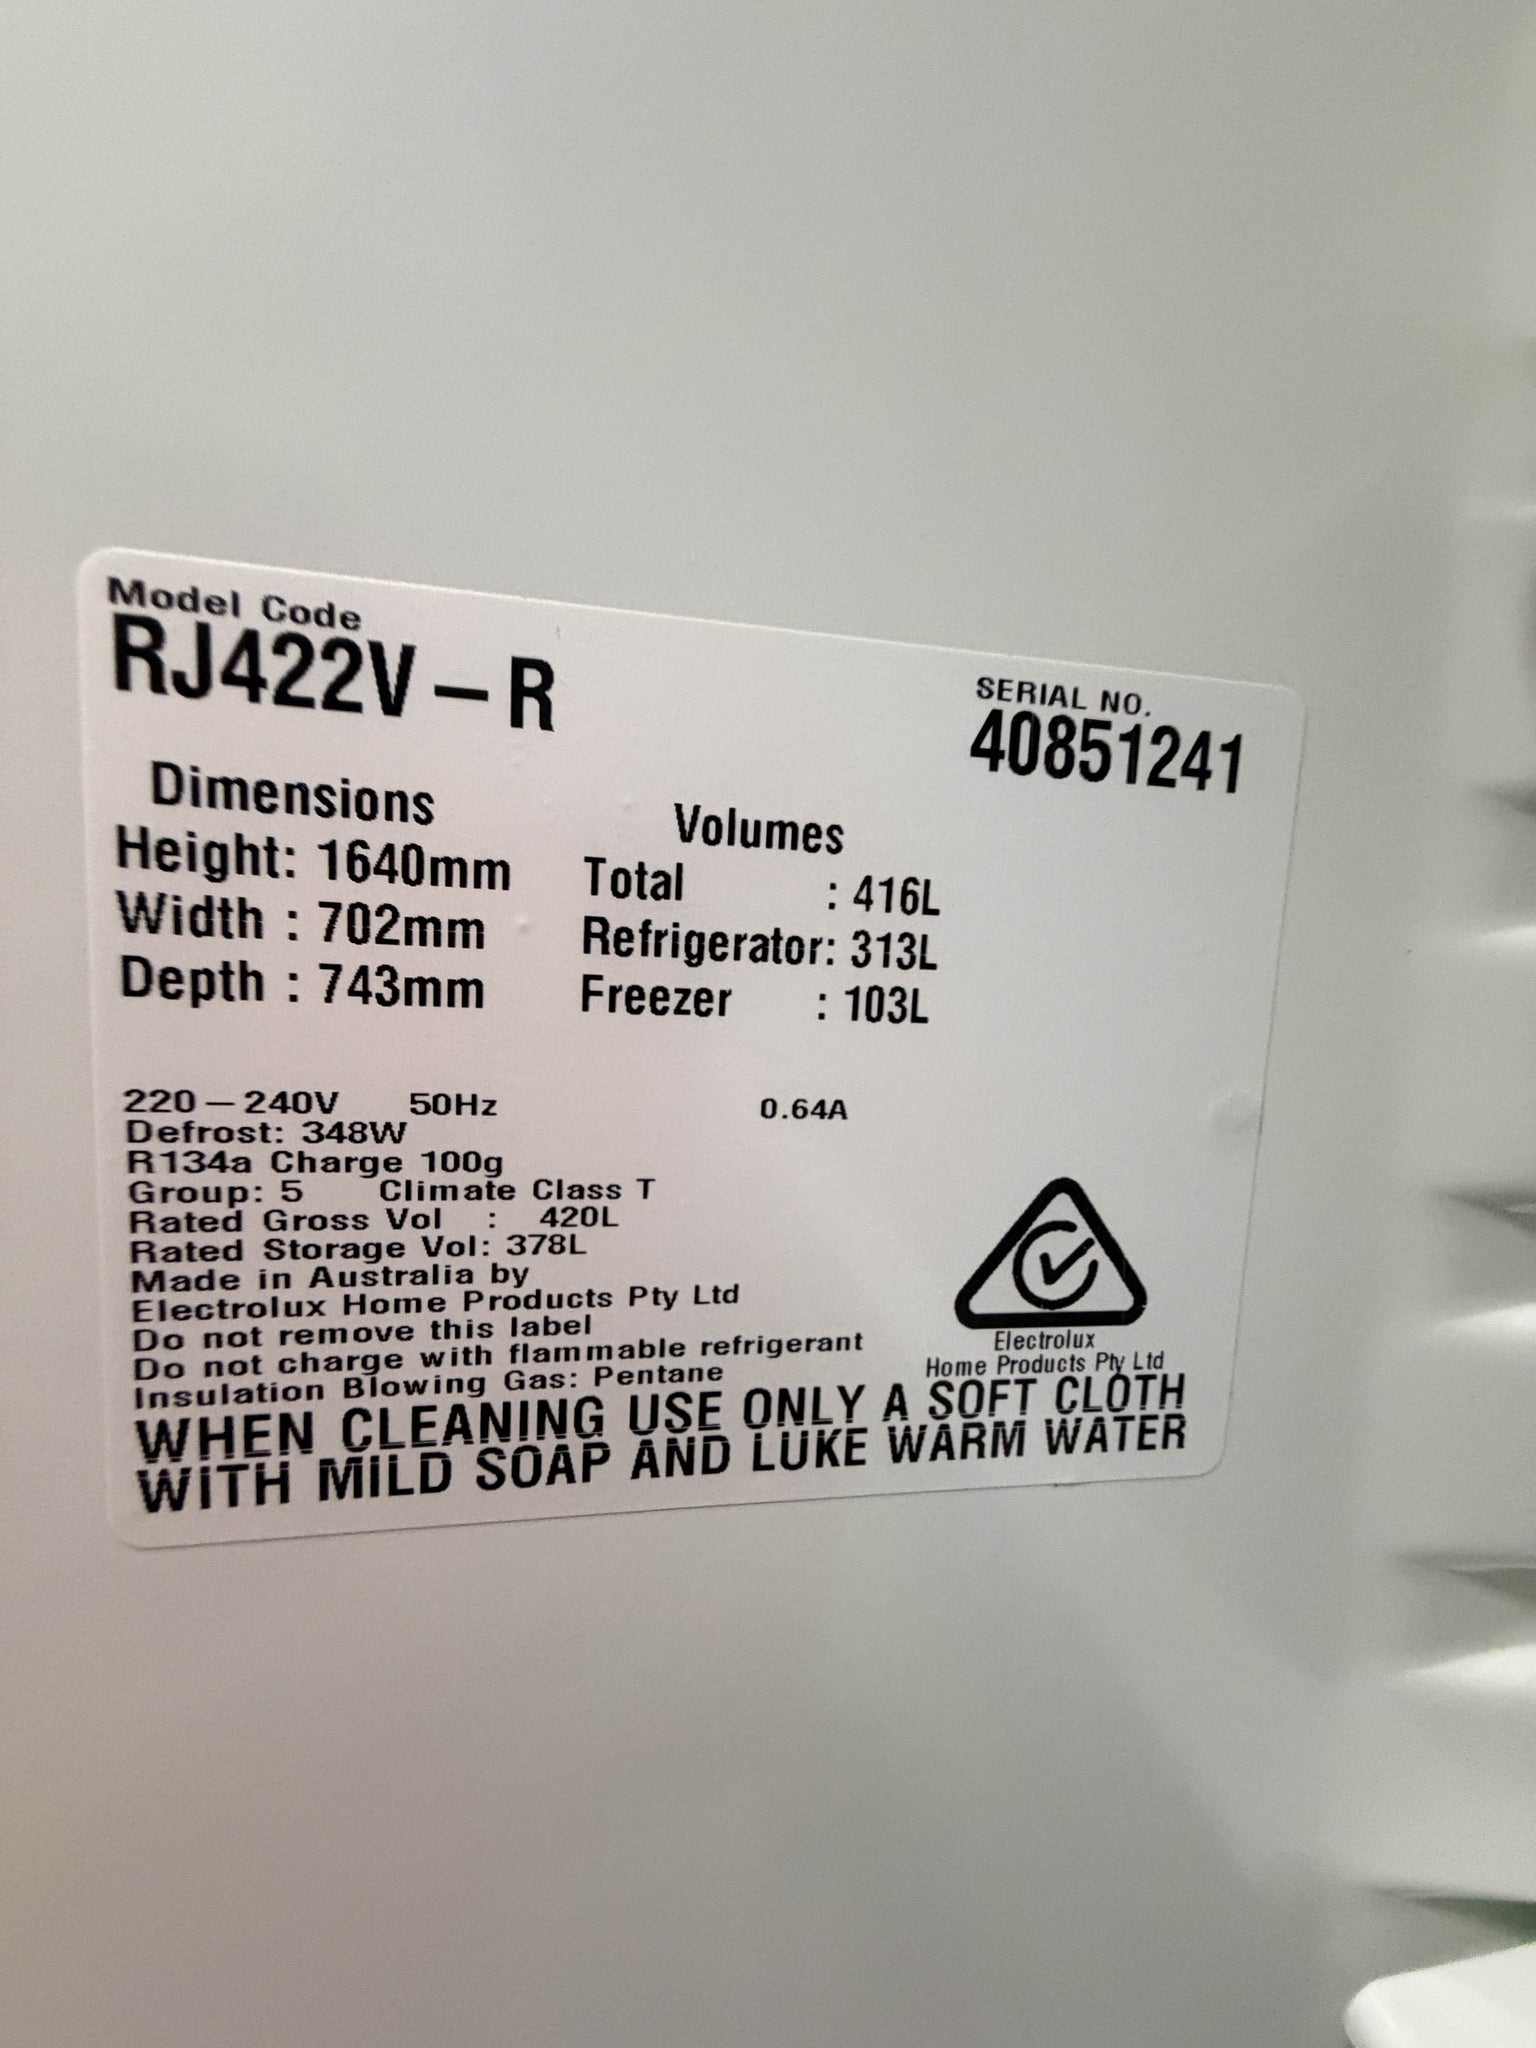 Model Code
RJ422V – R
SERIAL NO.
40851241
Dimensions
Height: 1640mm
Width : 702mm
Depth : 743mm
Volumes
Total : 416L
Refrigerator: 313L
Freezer : 103L
220 – 240V 50Hz 0.64A
Defrost: 348W
R134a Charge 100g
Group: 5 Climate Class T
Rated Gross Vol : 420L
Rated Storage Vol: 378L
Made in Australia by
Electrolux Home Products Pty Ltd
Do not remove this label
Do not charge with flammable refrigerant
Insulation Blowing Gas: Pentane
Electrolux
Home Products Pty Ltd
WHEN CLEANING USE ONLY A SOFT CLOTH
WITH MILD SOAP AND LUKE WARM WATER